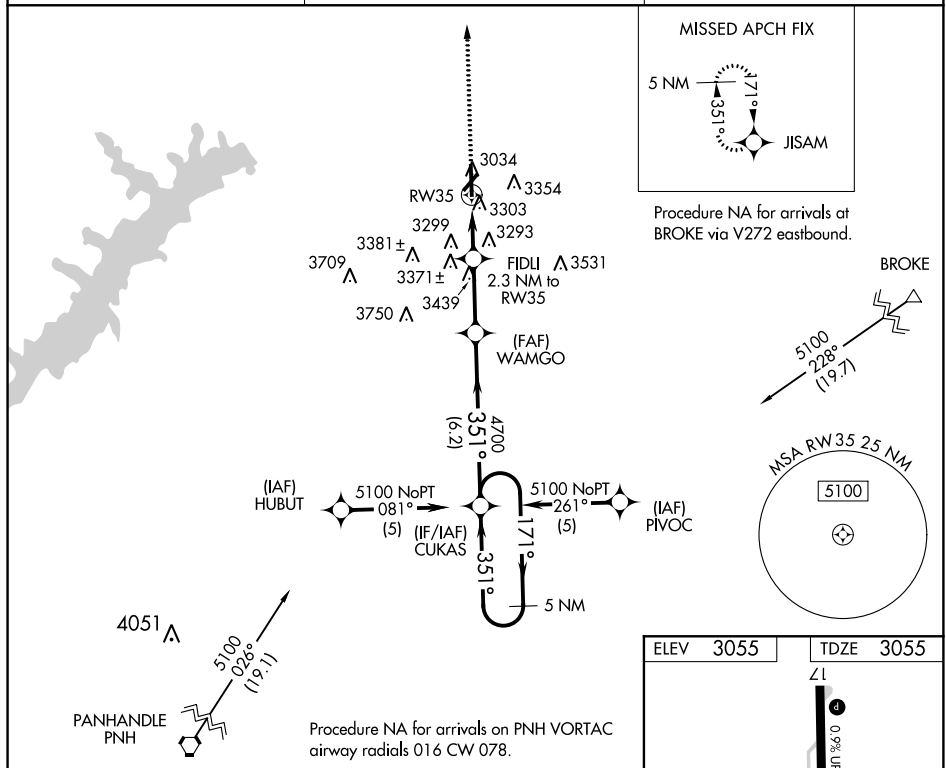 MISSED APCH FIX
5 NM
171°
351°
JISAM
3034
3354
RW35
3303
3299
3293
3381±
3709
3371±
FIDLI
2.3 NM to
RW35
3531
3439
3750
Procedure NA for arrivals at
BROKE via V272 eastbound.
BROKE
5100
228°
(19.7)
(FAF)
WAMGO
4700
351°
(6.2)
MSA RW35 25 NM
5100
(IAF)
HUBUT
5100 NoPT
081°
(5)
(IF/IAF)
CUKAS
5100 NoPT
261°
(5)
(IAF)
PIVOC
171°
351°
5 NM
4051
5100
026°
(19.1)
PANHANDLE
PNH
Procedure NA for arrivals on PNH VORTAC
airway radials 016 CW 078.
ELEV 3055
TDZE 3055
17
P